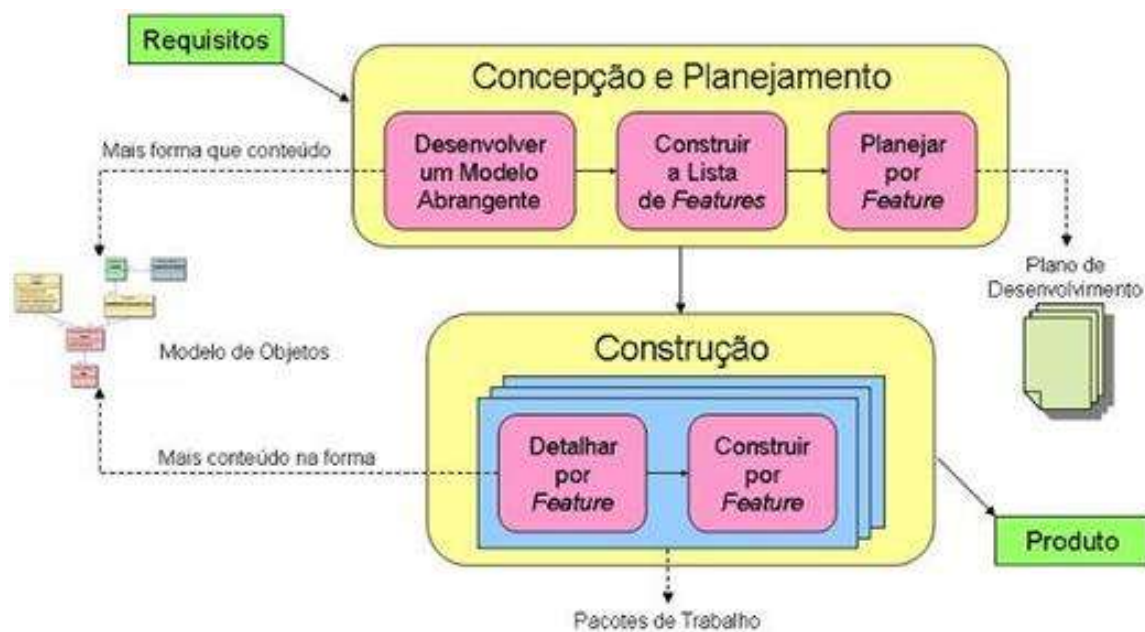 Requisitos
Concepção e Planejamento
Desenvolver
um Modelo
Abrangente
Construir
a Lista
de Features
Planejar
por
Feature
Mais forma que conteúdo
Plano de
Desenvolvimento
Modelo de Objetos
Construção
Mais conteúdo na forma
Detalhar
por
Feature
Construir
por
Feature
Produto
Pacotes de Trabalho